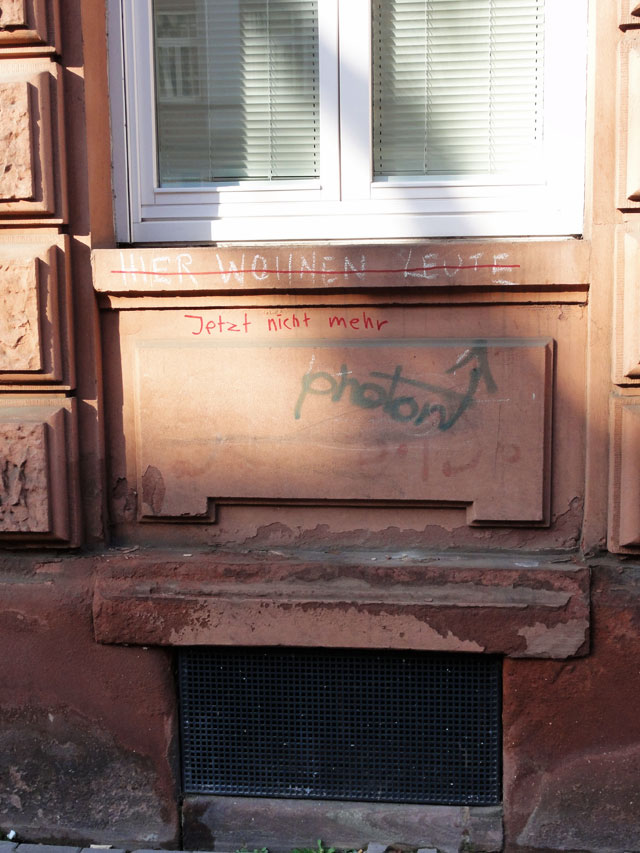 HIER WOHNEN LEUTE
Jetzt nicht mehr
photon